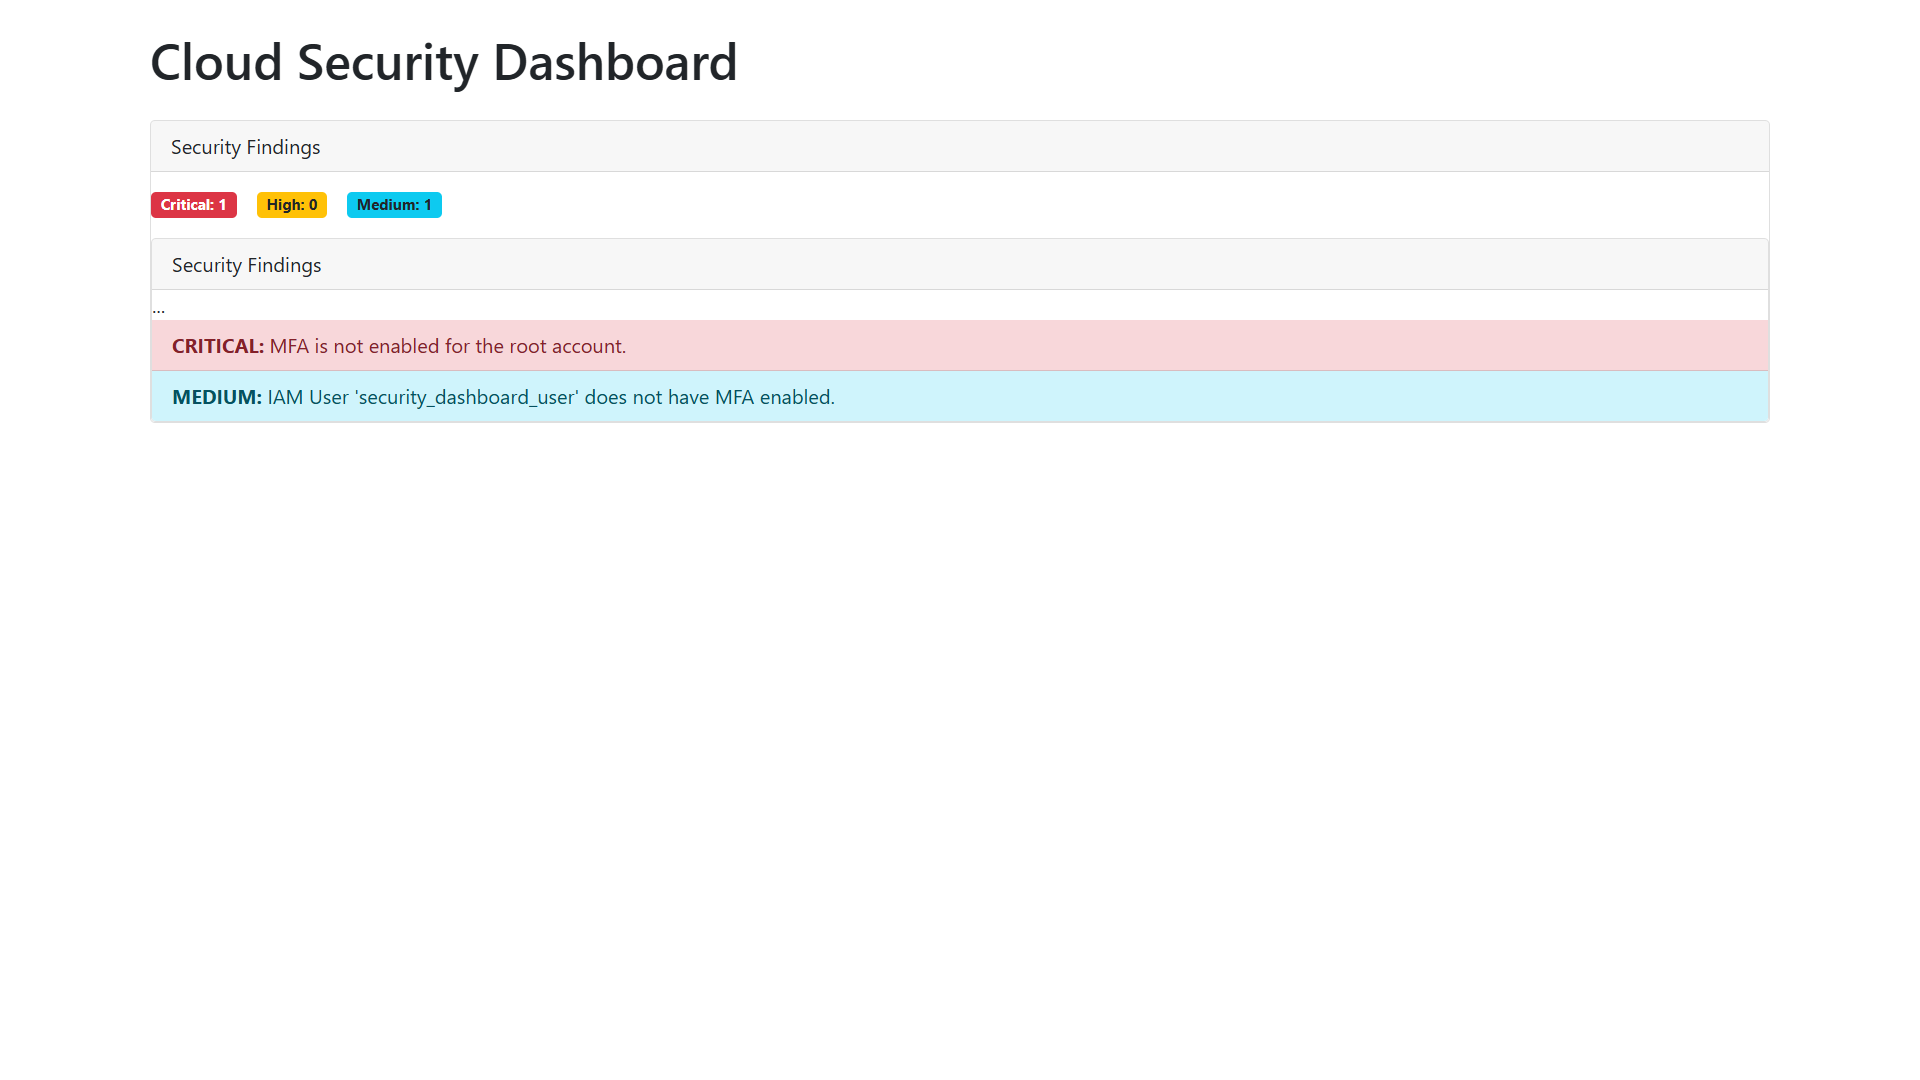 Cloud Security Dashboard
Security Findings
Critical: 1 High: 0 Medium: 1
Security Findings
...
CRITICAL: MFA is not enabled for the root account.
MEDIUM: IAM User 'security_dashboard_user' does not have MFA enabled.